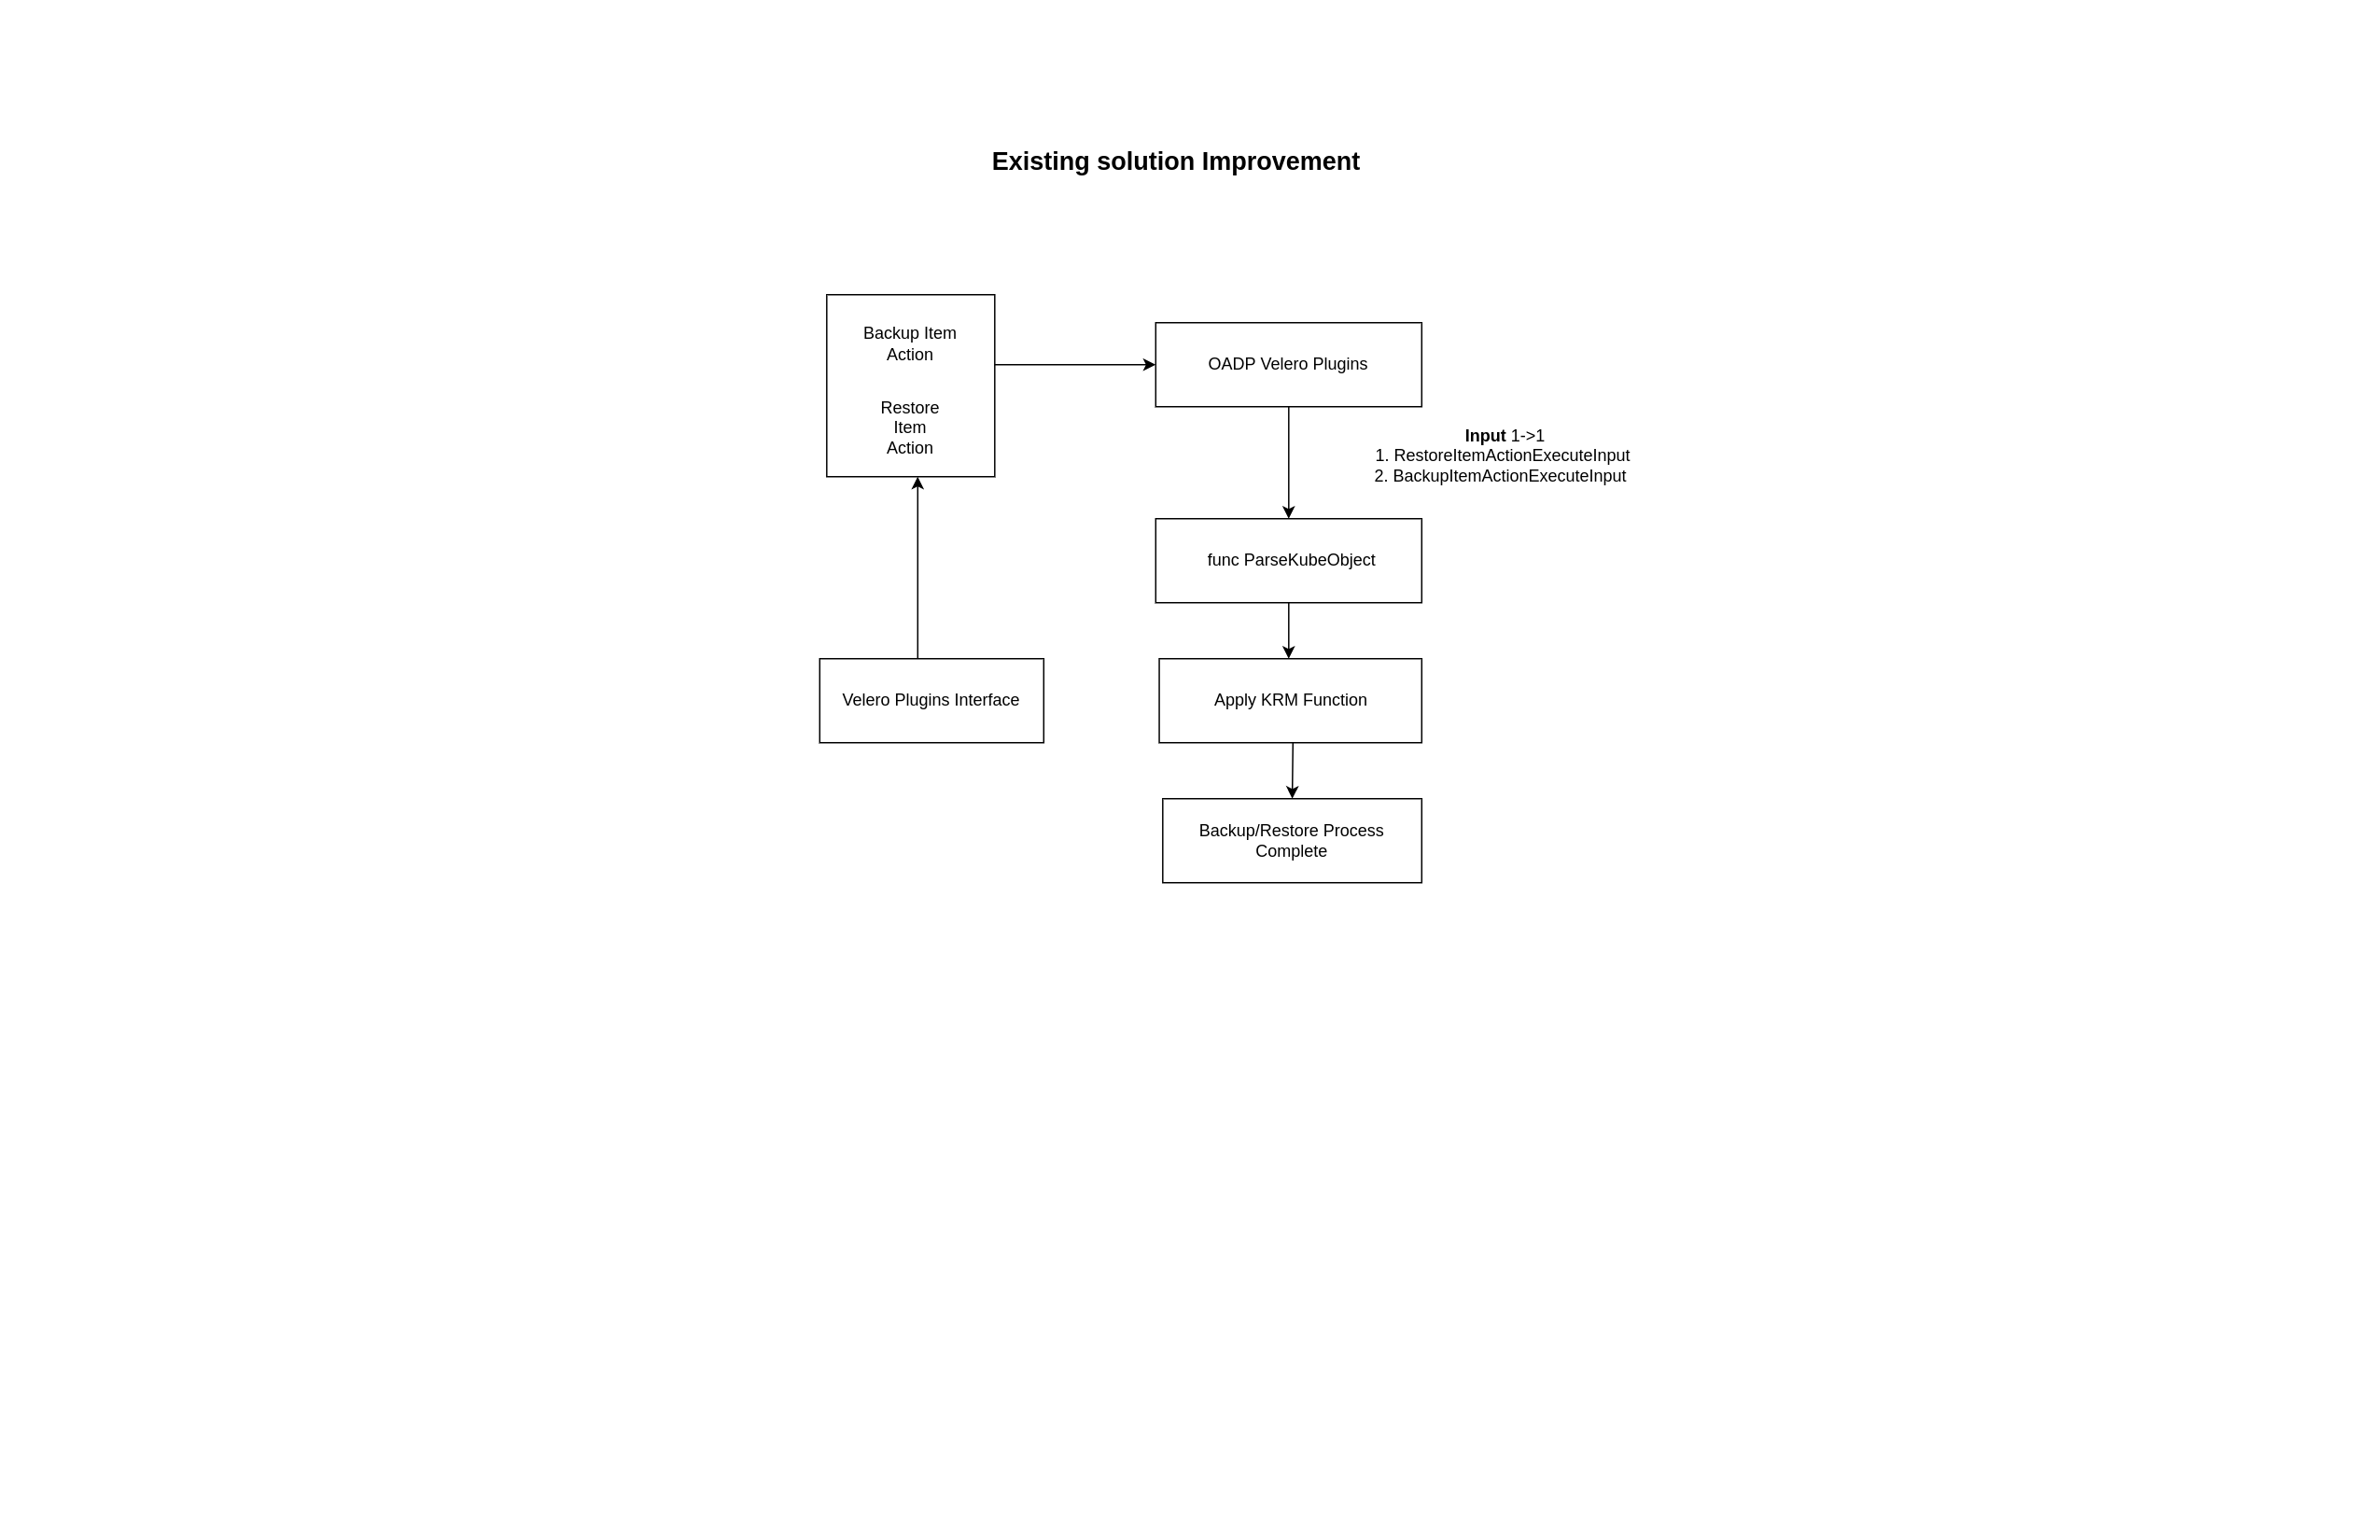 Existing solution Improvement
Backup Item
Action
Restore
Item
Action
OADP Velero Plugins
Input 1->1
1. RestoreItemActionExecuteInput
2. BackupItemActionExecuteInput
func ParseKubeObject
Velero Plugins Interface
Apply KRM Function
Backup/Restore Process
Complete